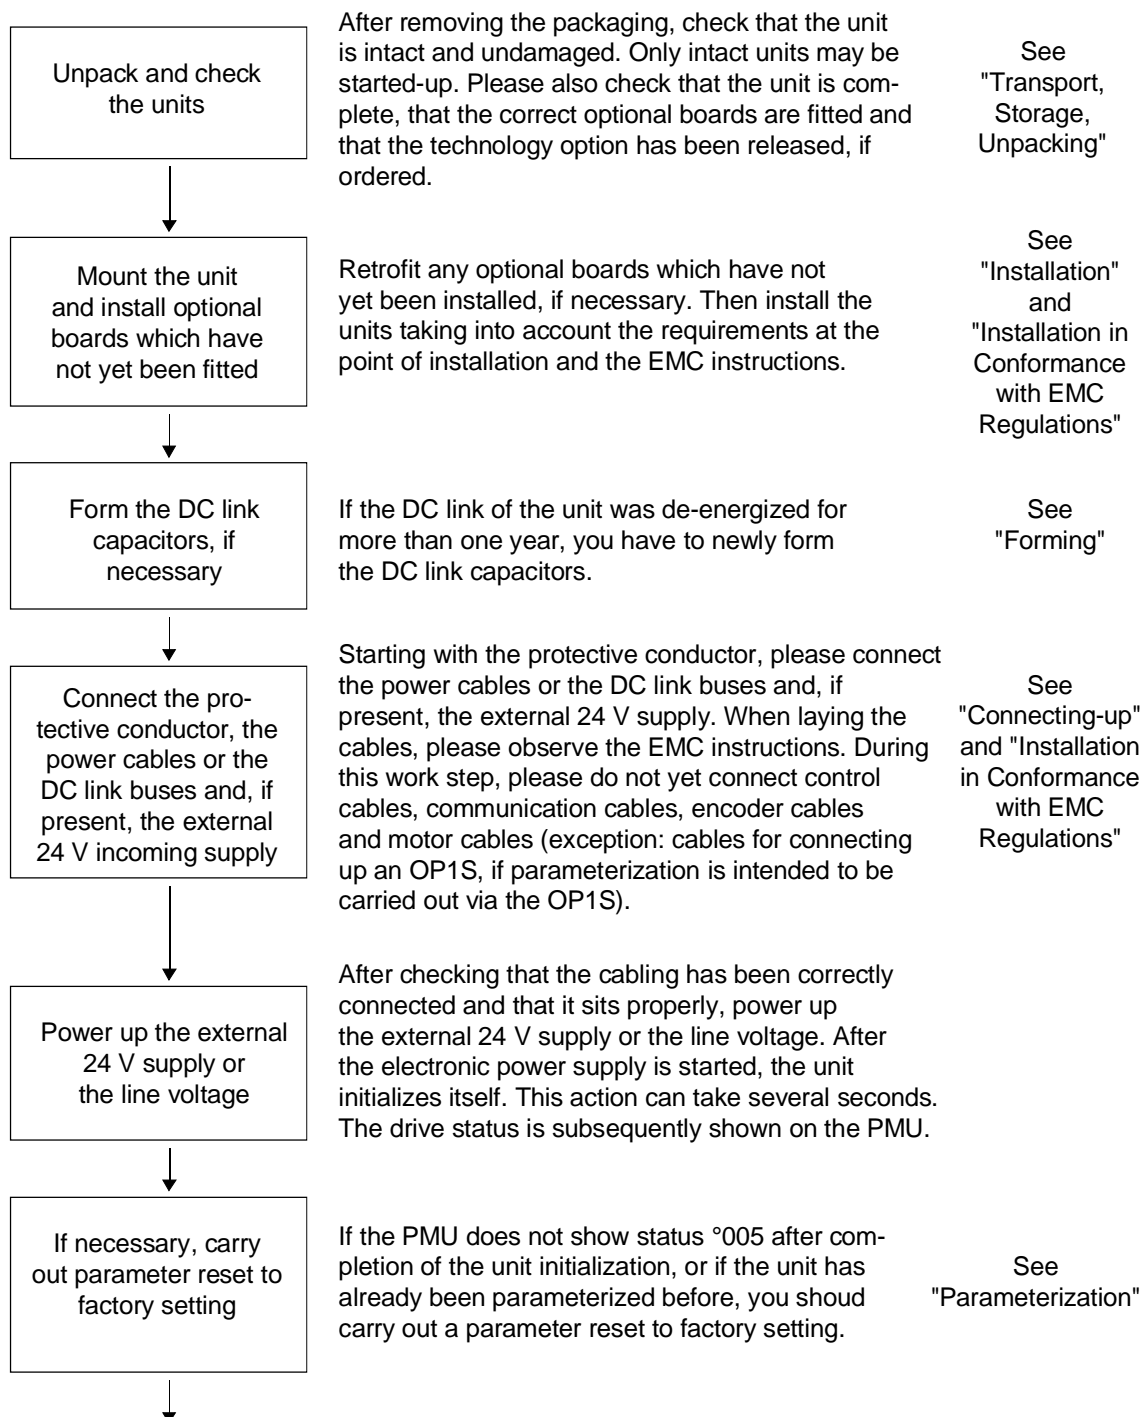 Unpack and check
the units
After removing the packaging, check that the unit
is intact and undamaged. Only intact units may be
started-up. Please also check that the unit is com-
plete, that the correct optional boards are fitted and
that the technology option has been released, if
ordered.
See
"Transport,
Storage,
Unpacking"
Mount the unit
and install optional
boards which have
not yet been fitted
Retrofit any optional boards which have not
yet been installed, if necessary. Then install the
units taking into account the requirements at the
point of installation and the EMC instructions.
See
"Installation"
and
"Installation in
Conformance
with EMC
Regulations"
Form the DC link
capacitors, if
necessary
If the DC link of the unit was de-energized for
more than one year, you have to newly form
the DC link capacitors.
See
"Forming"
Connect the pro-
tective conductor, the
power cables or the
DC link buses and, if
present, the external
24 V incoming supply
Starting with the protective conductor, please connect
the power cables or the DC link buses and, if
present, the external 24 V supply. When laying the
cables, please observe the EMC instructions. During
this work step, please do not yet connect control
cables, communication cables, encoder cables
and motor cables (exception: cables for connecting
up an OP1S, if parameterization is intended to be
carried out via the OP1S).
See
"Connecting-up"
and "Installation
in Conformance
with EMC
Regulations"
Power up the external
24 V supply or
the line voltage
After checking that the cabling has been correctly
connected and that it sits properly, power up
the external 24 V supply or the line voltage. After
the electronic power supply is started, the unit
initializes itself. This action can take several seconds.
The drive status is subsequently shown on the PMU.
If necessary, carry
out parameter reset to
factory setting
If the PMU does not show status °005 after com-
pletion of the unit initialization, or if the unit has
already been parameterized before, you shoud
carry out a parameter reset to factory setting.
See
"Parameterization"